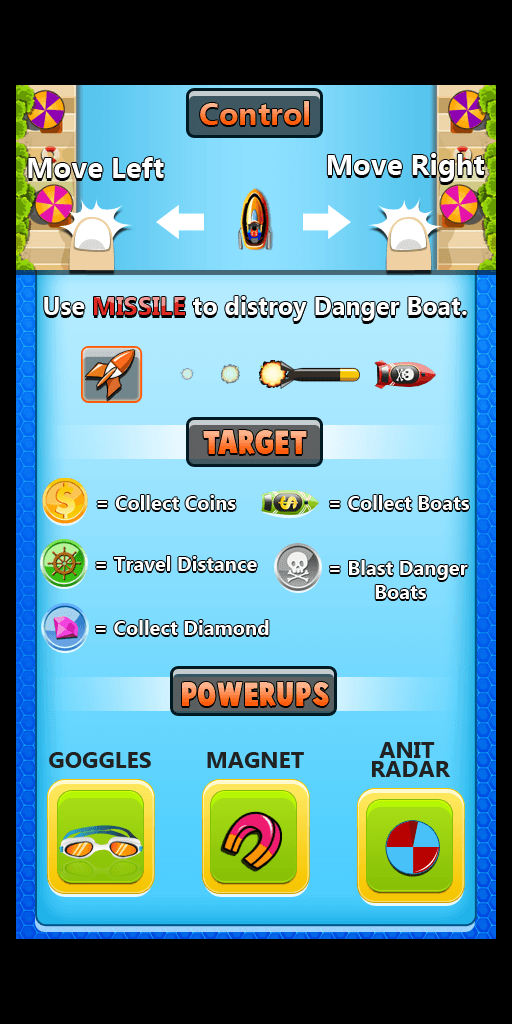 Control
Move Left
Move Right
Use MISSILE to distroy Danger Boat.
TARGET
= Collect Coins
= Collect Boats
= Travel Distance
= Blast Danger
Boats
= Collect Diamond
POWERUPS
GOGGLES
MAGNET
ANIT
RADAR